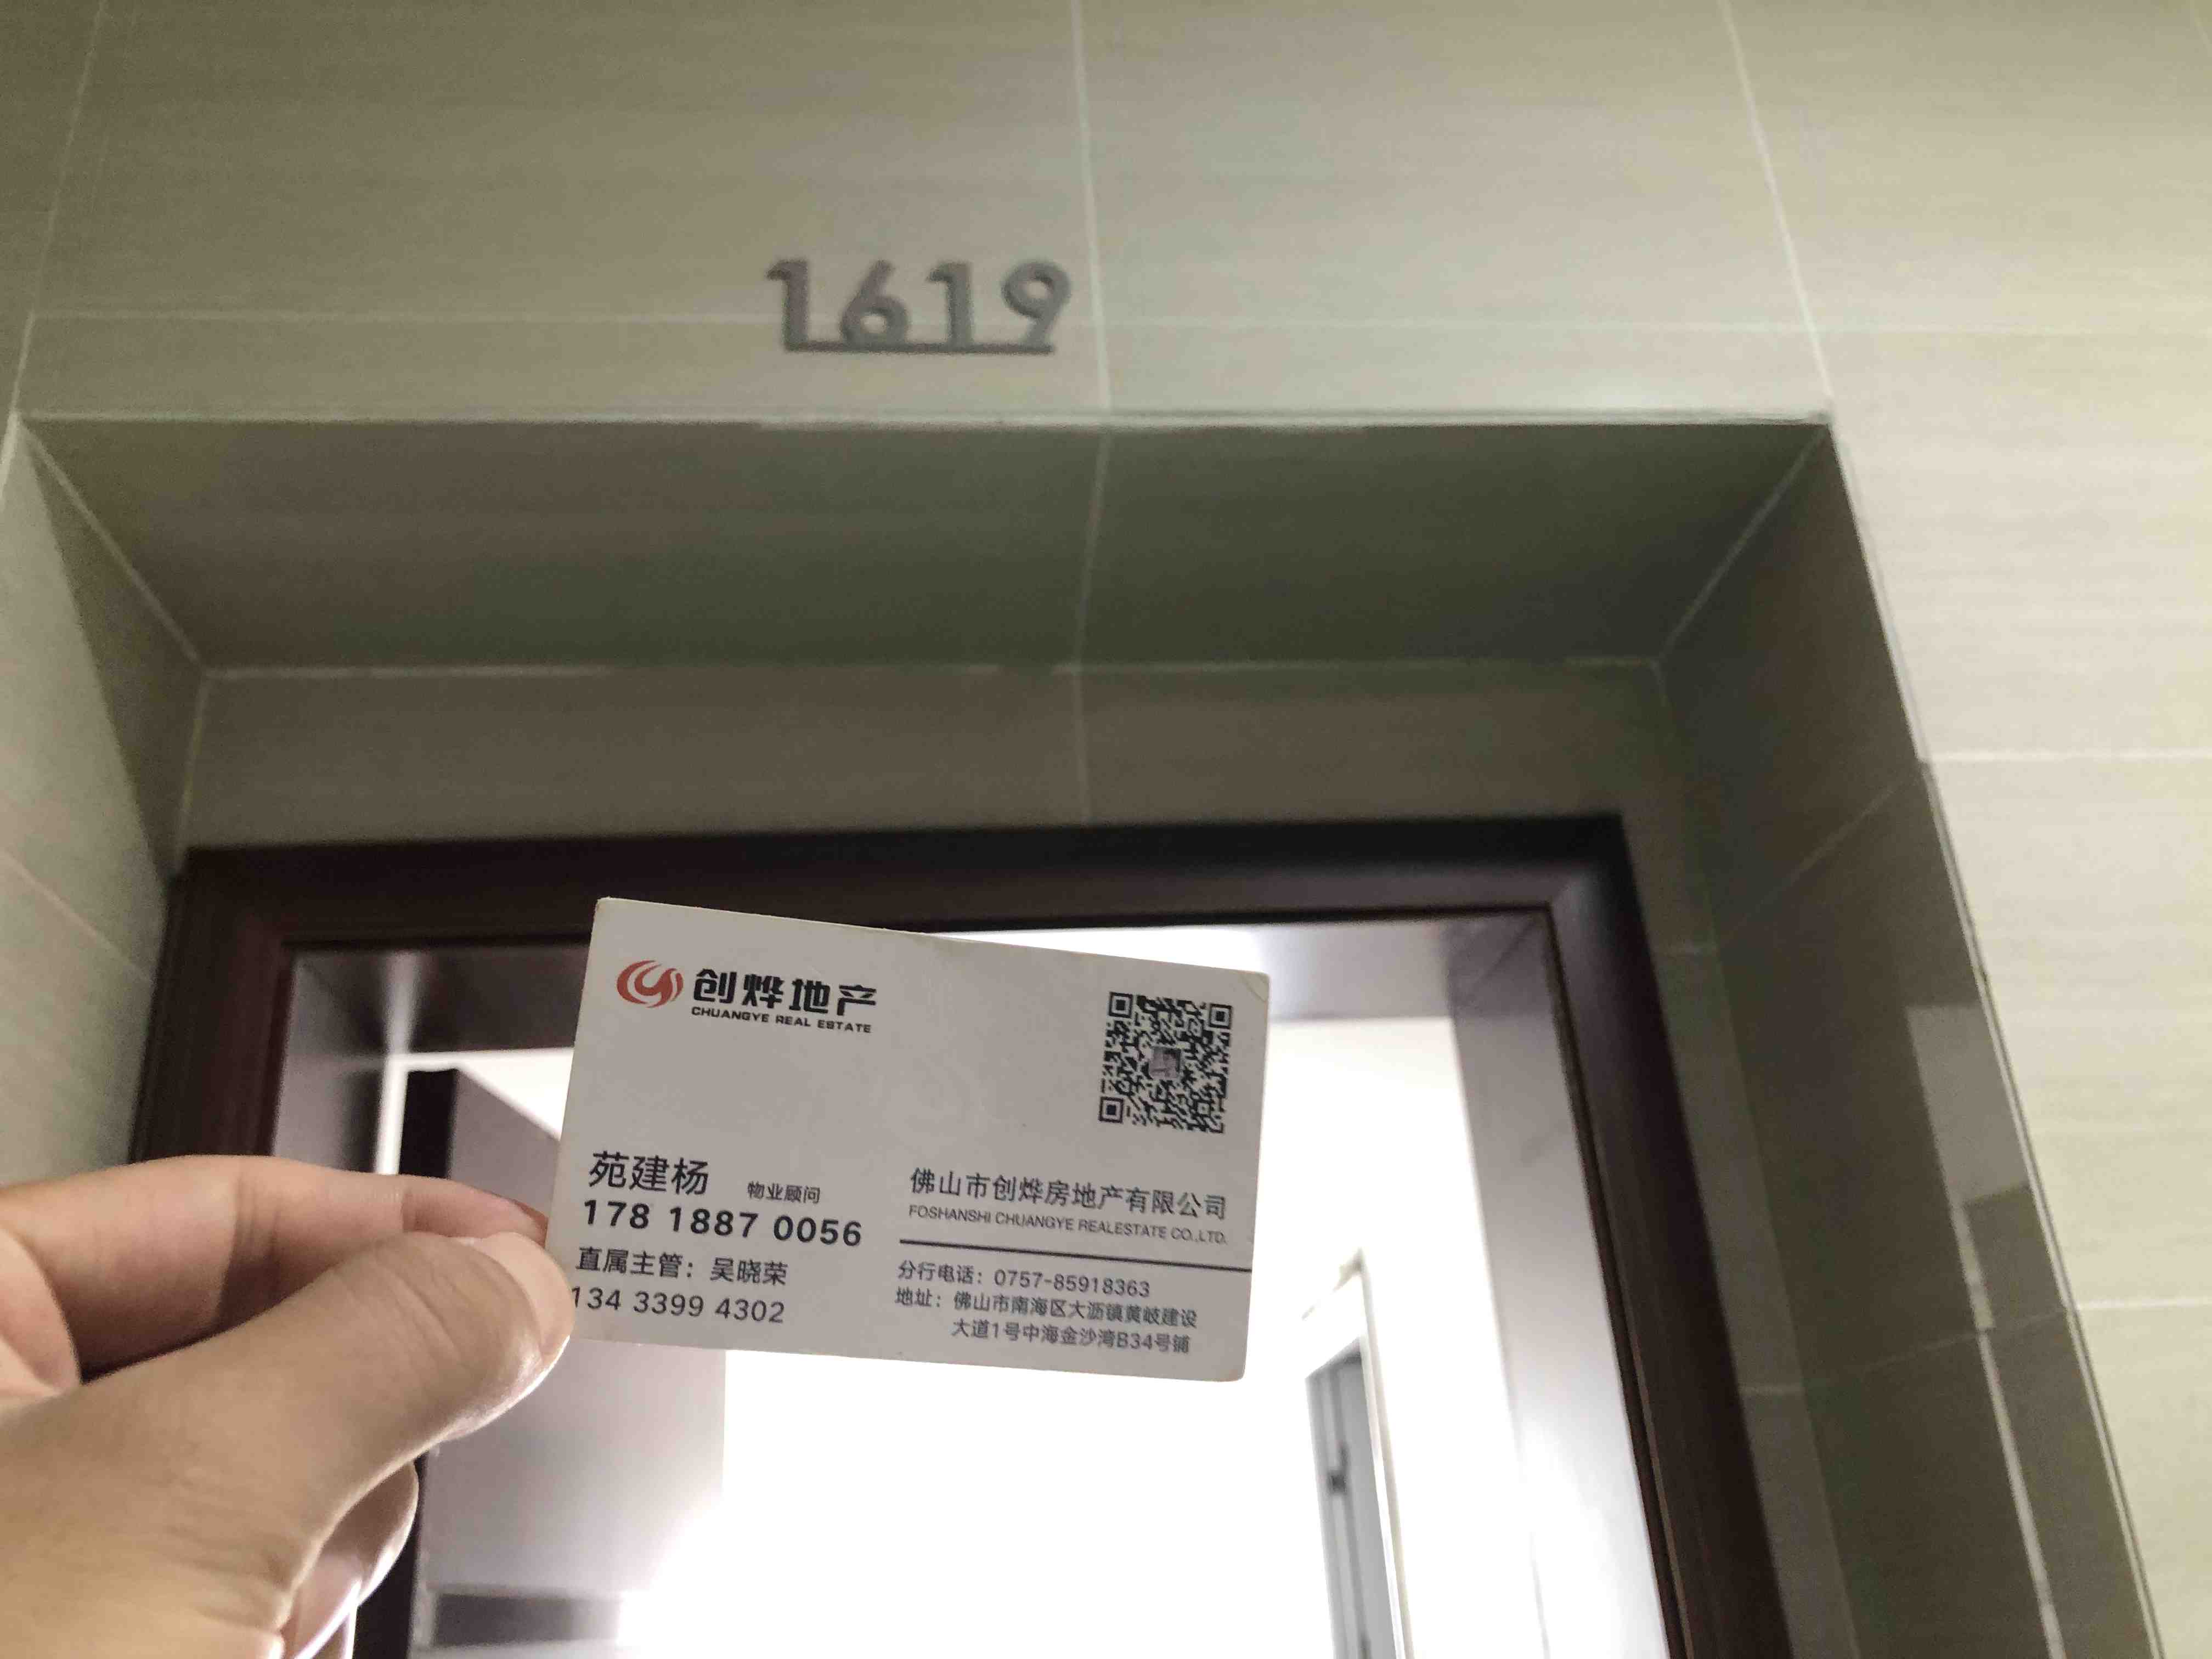 1619
创烨地产
CHUANGYE REAL ESTATE
苑建杨 物业顾问
178 1887 0056
直属主管：吴晓荣
134 3399 4302
佛山市创烨房地产有限公司
FOSHANSHI CHUANGYE REALESTATE CO.,LTD.
分行电话：0757-85918363
地址：佛山市南海区大沥镇黄岐建设
大道1号中海金沙湾B34号铺